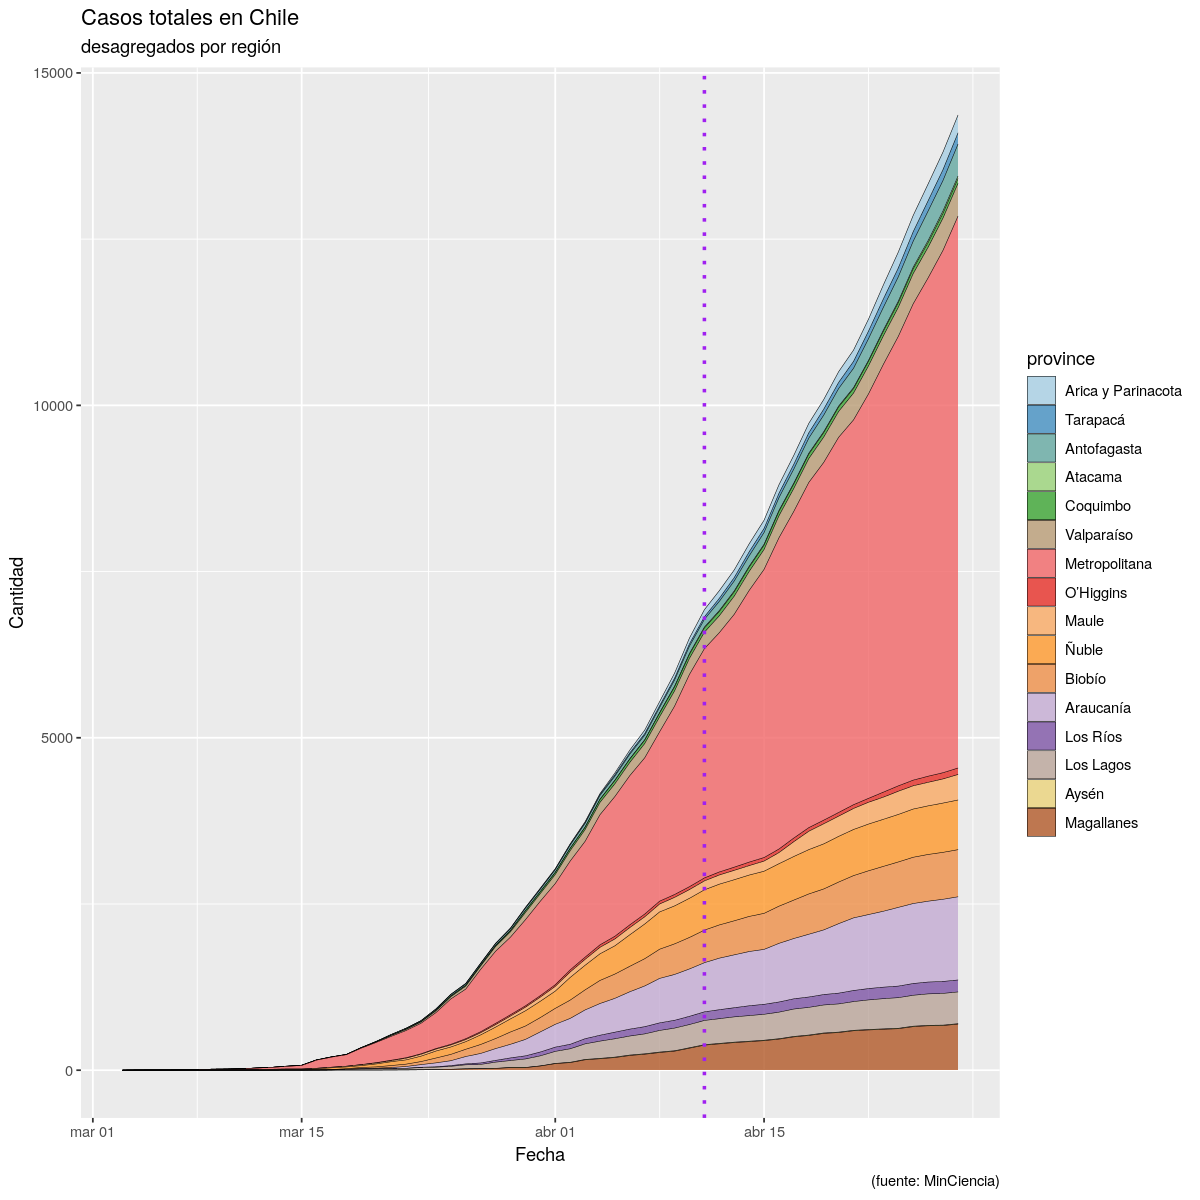 Casos totales en Chile
desagregados por región
15000
10000
5000
0
Cantidad
mar 01
mar 15
abr 01
abr 15
Fecha
province
Arica y Parinacota
Tarapacá
Antofagasta
Atacama
Coquimbo
Valparaíso
Metropolitana
O’Higgins
Maule
Ñuble
Biobío
Araucanía
Los Ríos
Los Lagos
Aysén
Magallanes
(fuente: MinCiencia)